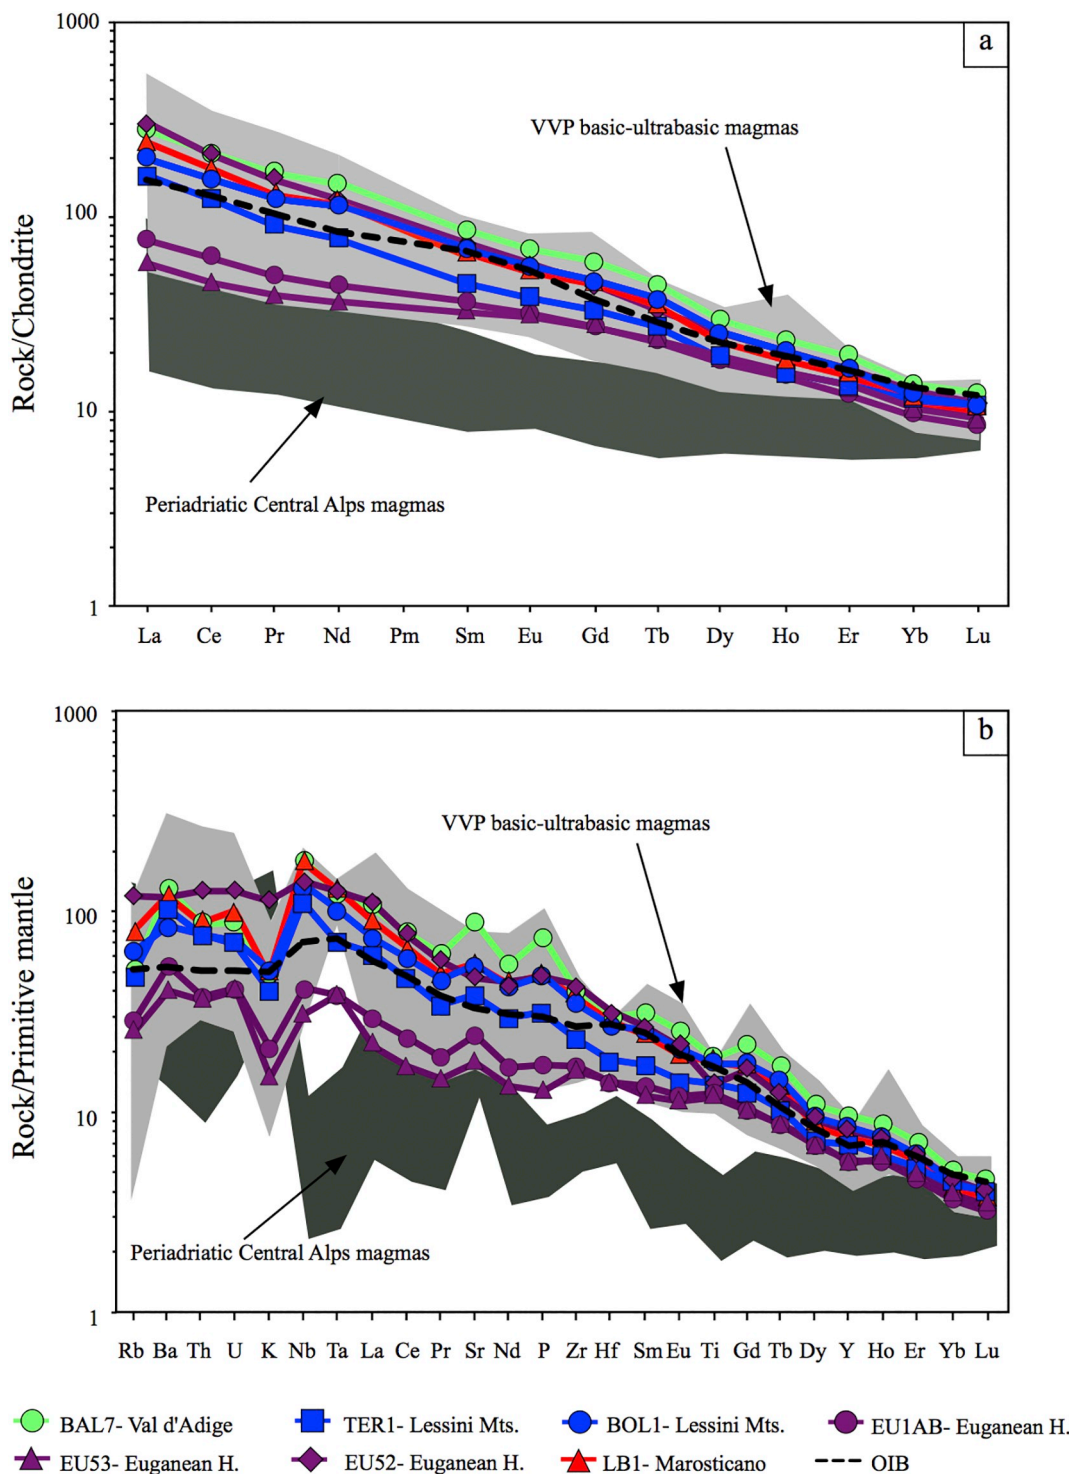 1000
a
VVP basic-ultrabasic magmas
100
Rock/Chondrite
10
Periadriatic Central Alps magmas
1
La Ce Pr Nd Pm Sm Eu Gd Tb Dy Ho Er Yb Lu
1000
b
VVP basic-ultrabasic magmas
100
Rock/Primitive mantle
10
Periadriatic Central Alps magmas
1
Rb Ba Th U K Nb Ta La Ce Pr Sr Nd P Zr Hf Sm Eu Ti Gd Tb Dy Y Ho Er Yb Lu
BAL7- Val d'Adige TER1- Lessini Mts. BOL1- Lessini Mts. EU1AB- Euganean H.
EU53- Euganean H. EU52- Euganean H. LB1- Marosticano OIB